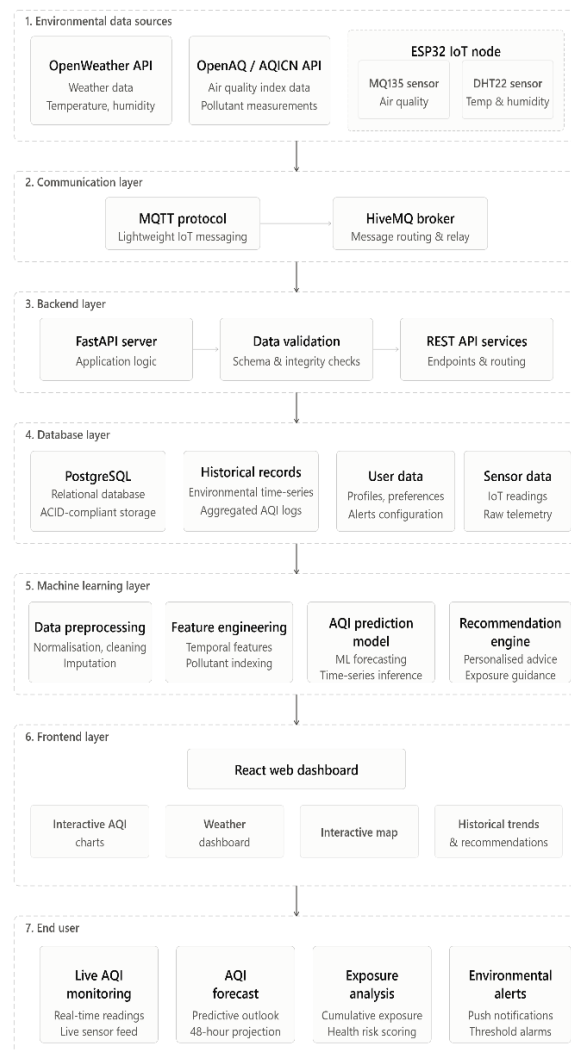 1. Environmental data sources
OpenWeather API
Weather data
Temperature, humidity
OpenAQ / AQICN API
Air quality index data
Pollutant measurements
ESP32 IoT node
MQ135 sensor
Air quality
DHT22 sensor
Temp & humidity
2. Communication layer
MQTT protocol
Lightweight IoT messaging
HiveMQ broker
Message routing & relay
3. Backend layer
FastAPI server
Application logic
Data validation
Schema & integrity checks
REST API services
Endpoints & routing
4. Database layer
PostgreSQL
Relational database
ACID-compliant storage
Historical records
Environmental time-series
Aggregated AQI logs
User data
Profiles, preferences
Alerts configuration
Sensor data
IoT readings
Raw telemetry
5. Machine learning layer
Data preprocessing
Normalisation, cleaning
Imputation
Feature engineering
Temporal features
Pollutant indexing
AQI prediction
model
ML forecasting
Time-series inference
Recommendation
engine
Personalised advice
Exposure guidance
6. Frontend layer
React web dashboard
Interactive AQI
charts
Weather
dashboard
Interactive map
Historical trends
& recommendations
7. End user
Live AQI
monitoring
Real-time readings
Live sensor feed
AQI
forecast
Predictive outlook
48-hour projection
Exposure
analysis
Cumulative exposure
Health risk scoring
Environmental
alerts
Push notifications
Threshold alarms